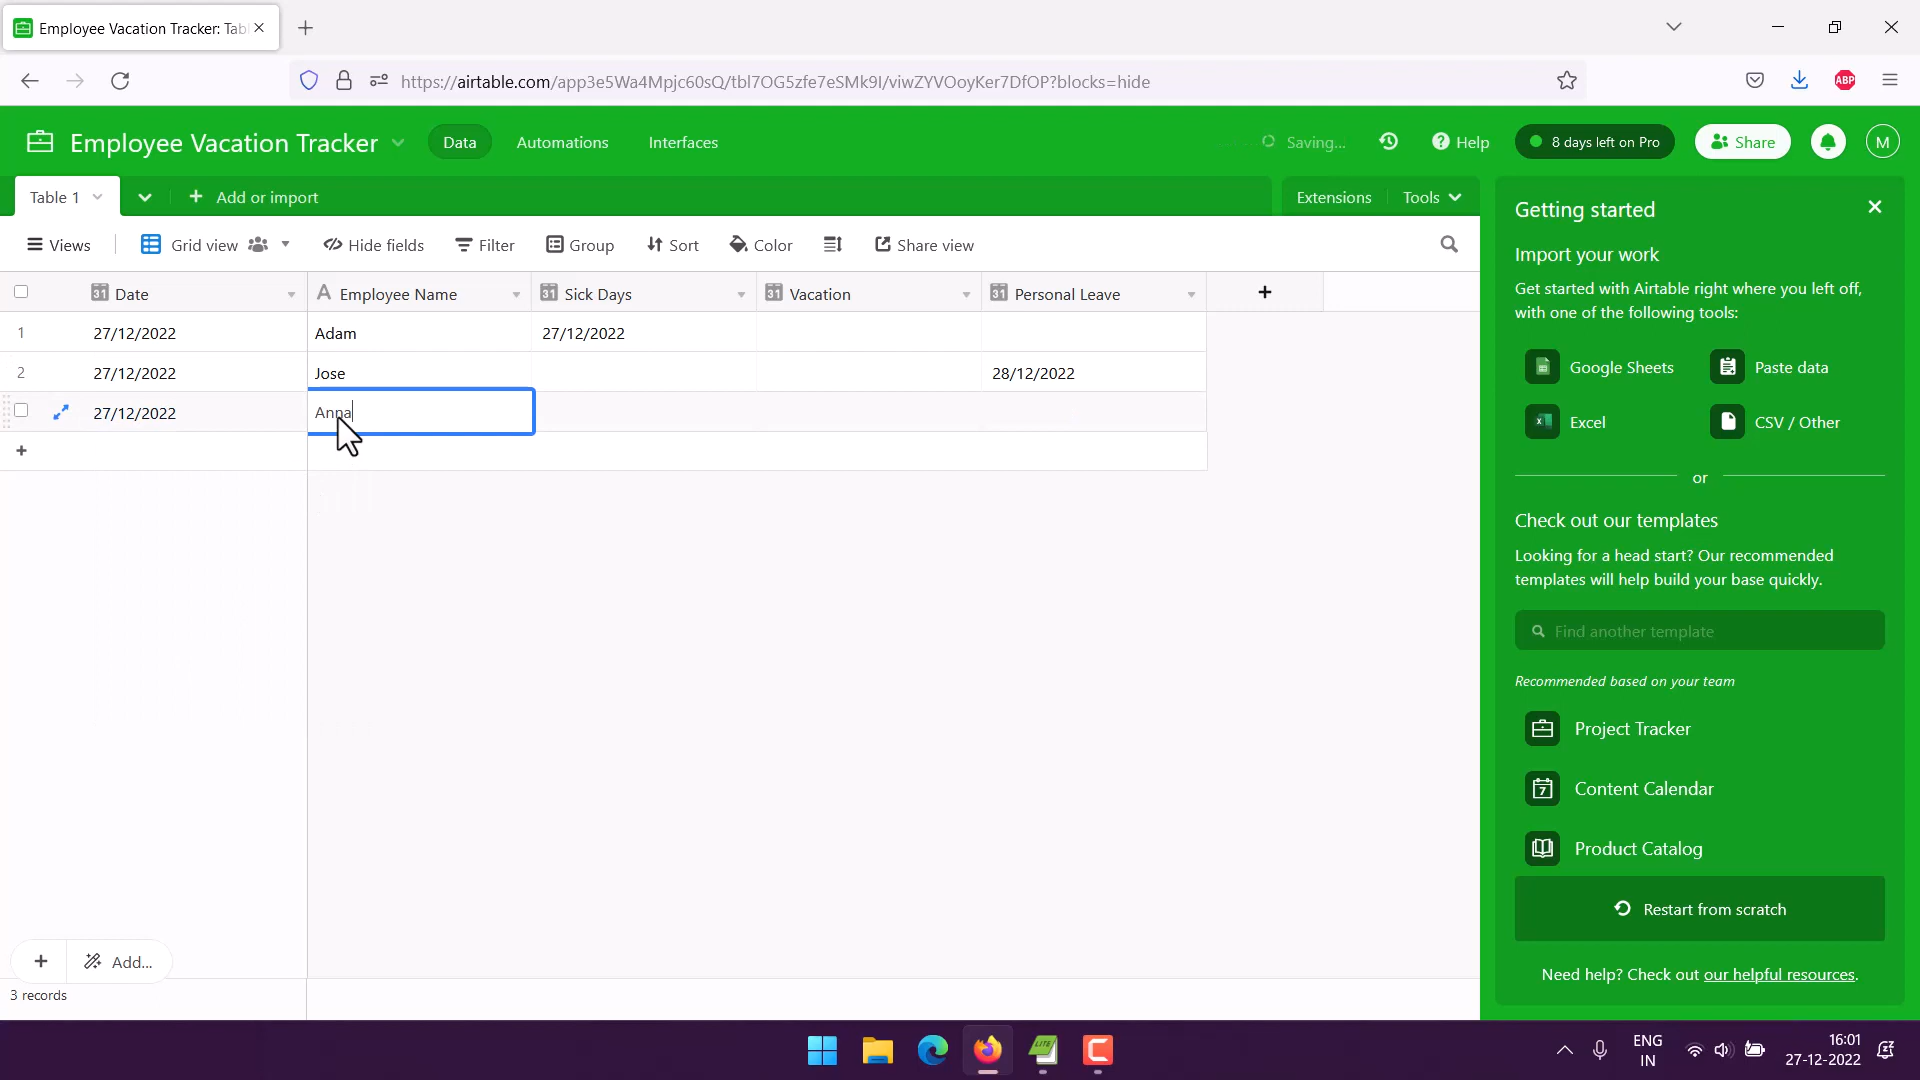 Employee Vacation Tracker: Tabl
https://airtable.com/app3e5Wa4Mpjc60sQ/tbl7OG5zfe7eSMk9I/viwZYVOoyKer7DfOP?blocks=hide
ABP
Employee Vacation Tracker
Data
Automations
Interfaces
Saving...
Help
8 days left on Pro
Share
M
Table 1
Add or import
Extensions
Tools
Views
Grid view
Hide fields
Filter
Group
Sort
Color
Share view
Date
Employee Name
Sick Days
Vacation
Personal Leave
1 27/12/2022 Adam 27/12/2022
2 27/12/2022 Jose 28/12/2022
27/12/2022 Anna
Add...
3 records
Getting started
Import your work
Get started with Airtable right where you left off,
with one of the following tools:
Google Sheets
Paste data
Excel
CSV / Other
or
Check out our templates
Looking for a head start? Our recommended
templates will help build your base quickly.
Find another template
Recommended based on your team
Project Tracker
7
Content Calendar
Product Catalog
Restart from scratch
Need help? Check out our helpful resources.
LITE
ENG
IN
16:01
27-12-2022